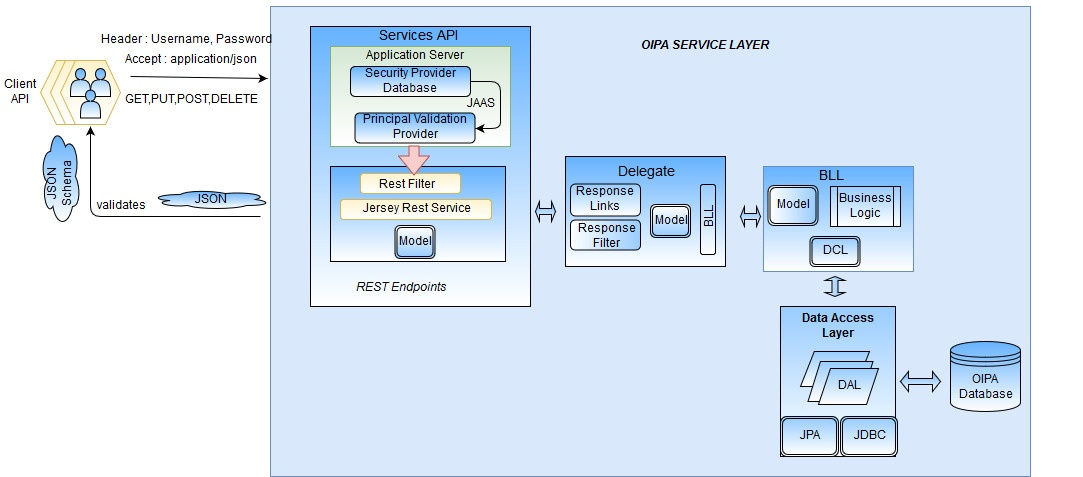 Header : Username, Password
Accept : application/json
GET,PUT,POST,DELETE
Client
API
JSON
Schema
validates
JSON
OIPA SERVICE LAYER
Services API
Application Server
Security Provider
Database
JAAS
Principal Validation
Provider
Rest Filter
Jersey Rest Service
Model
REST Endpoints
Delegate
Response
Links
Response
Filter
Model
BLL
BLL
Model
Business
Logic
DCL
Data Access
Layer
DAL
JPA
JDBC
OIPA
Database